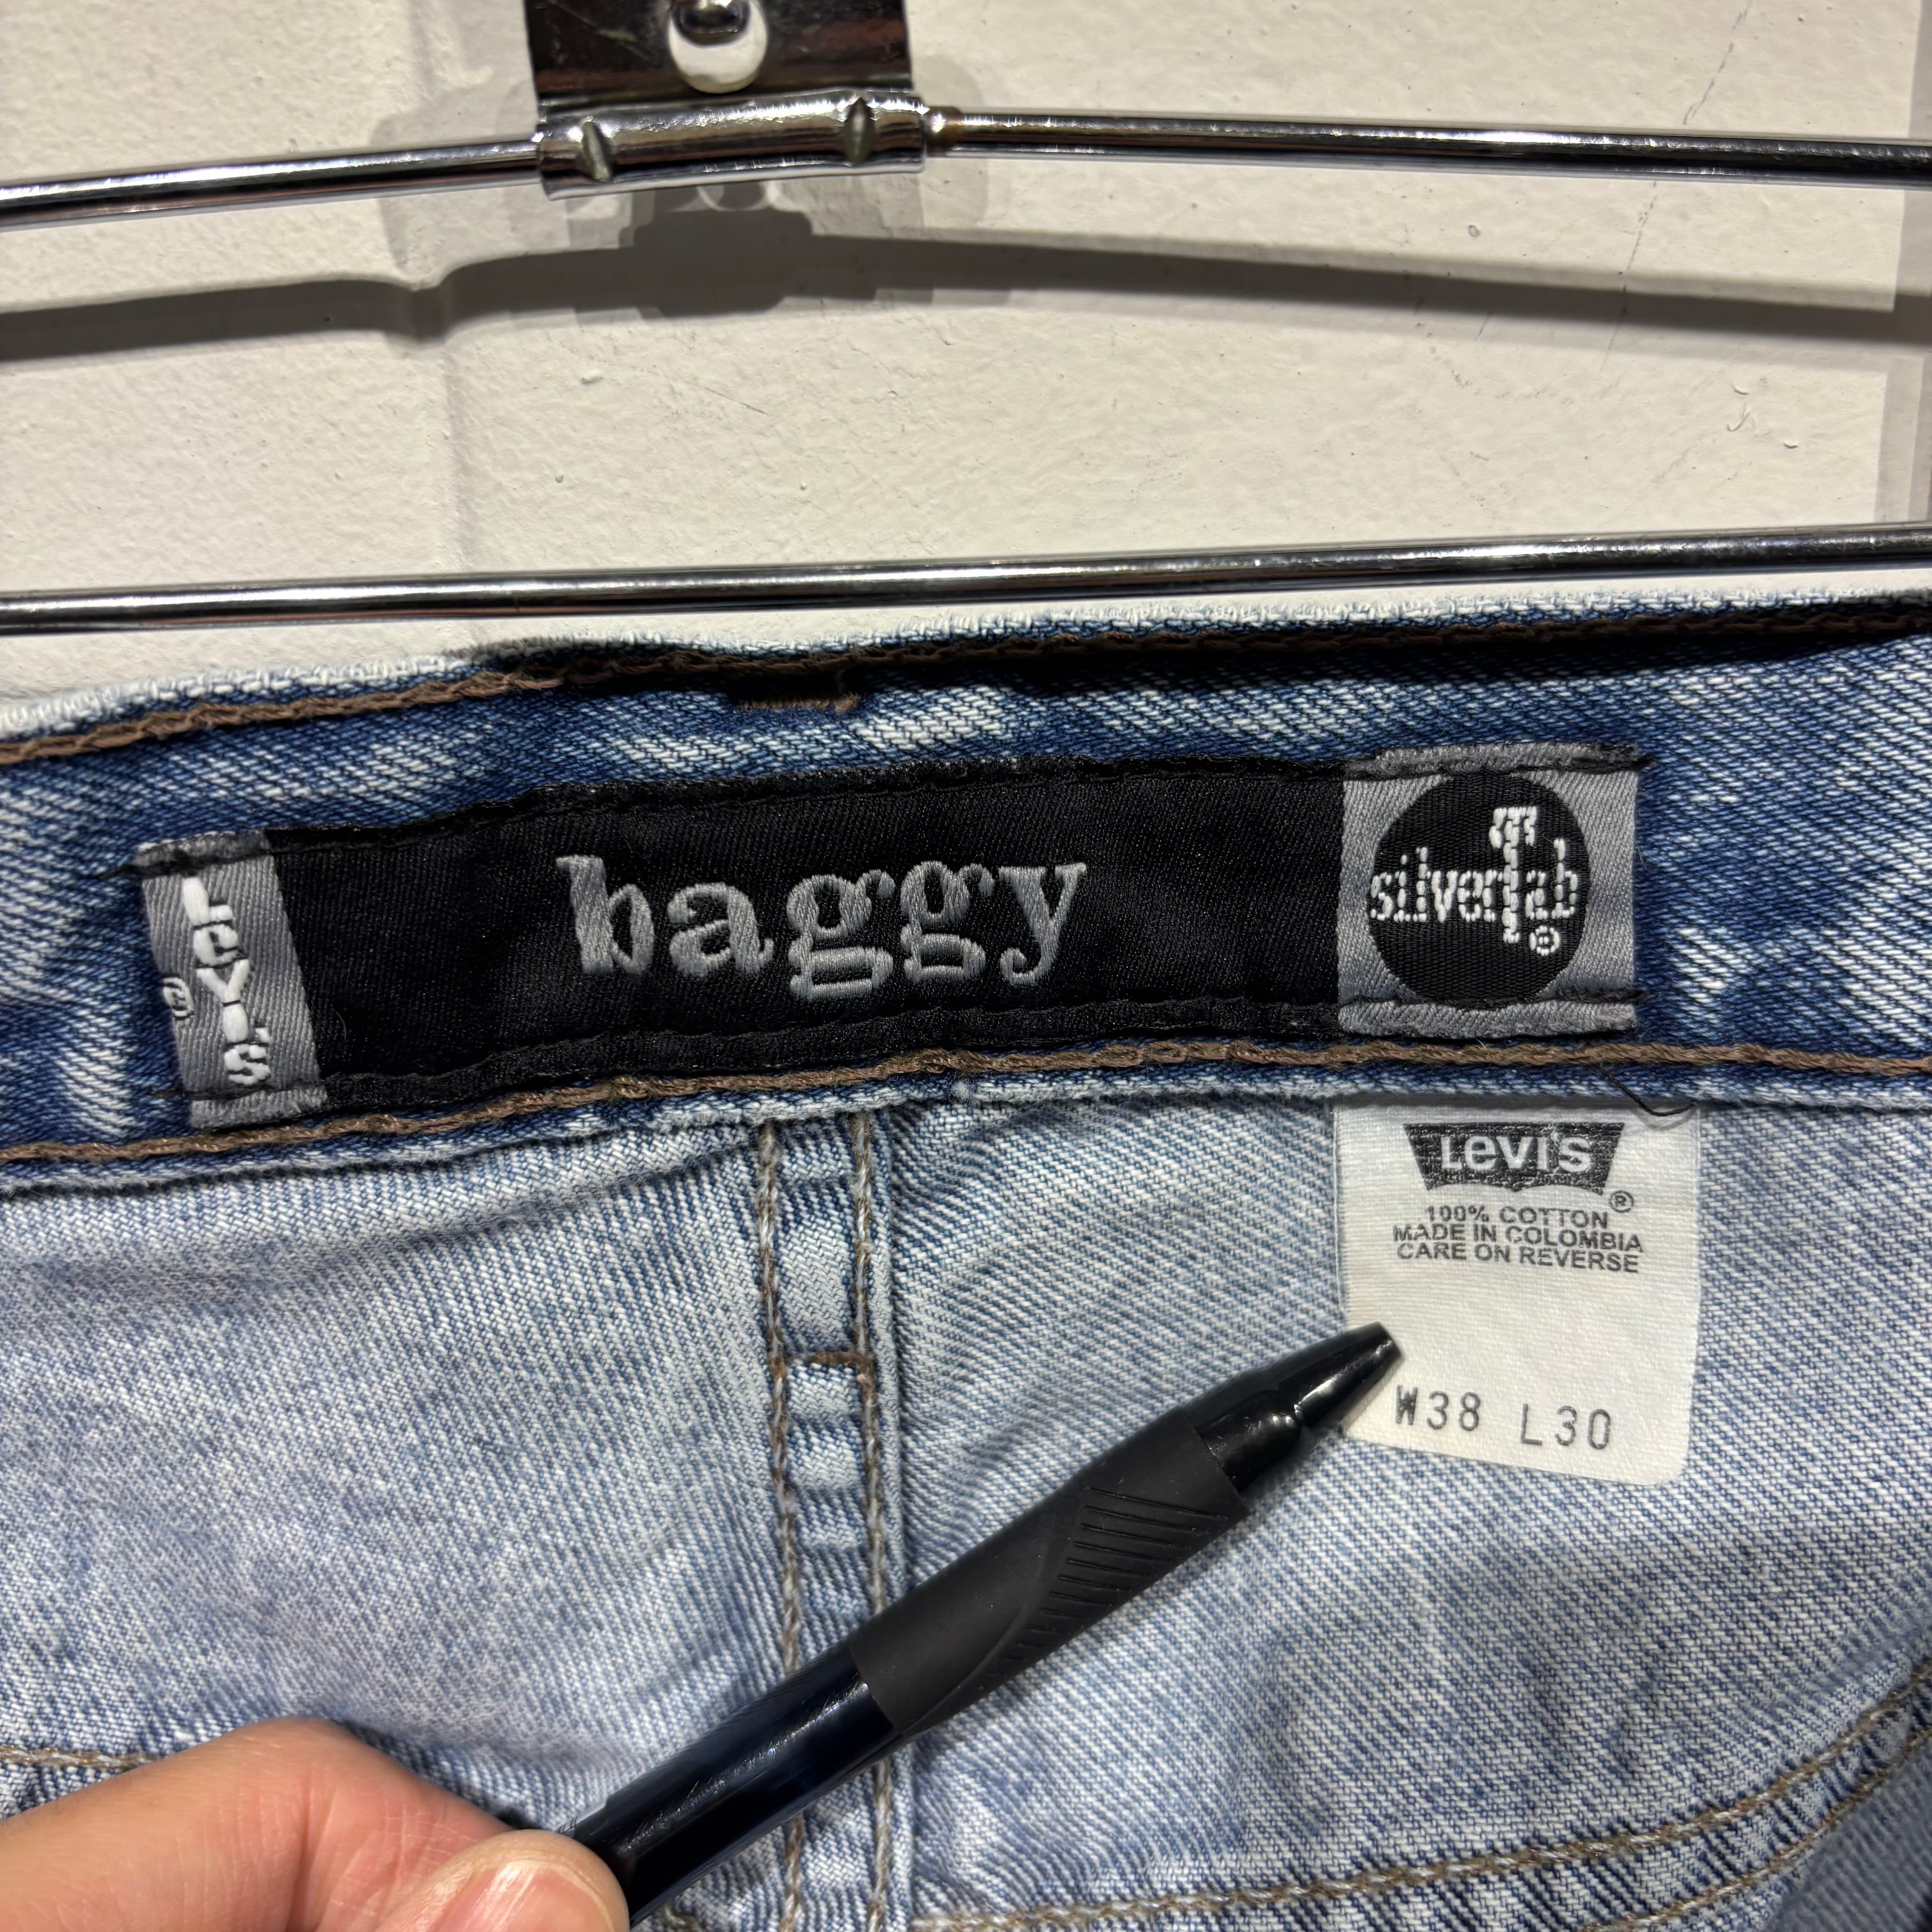 Levi's ®
baggy
silverTab ®
Levi's ®
100% COTTON
MADE IN COLOMBIA
CARE ON REVERSE
W38 L30